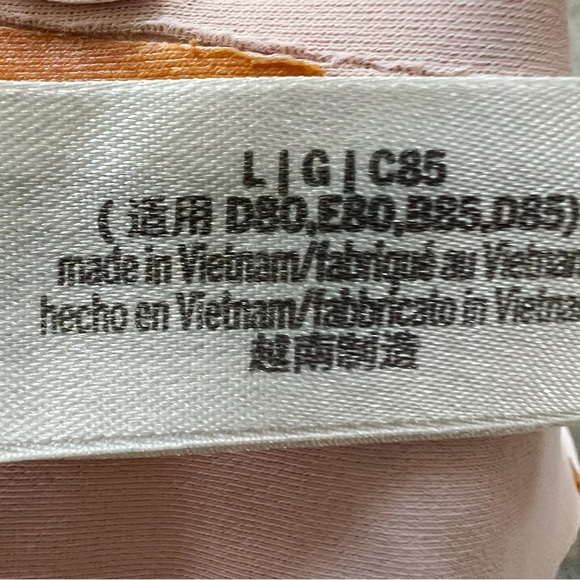 L | G | C85
( 适用 D80,E80,B85,D85)
made in Vietnam/fabriqué au Vietnam
hecho en Vietnam/fabbricato in Vietna
越南制造